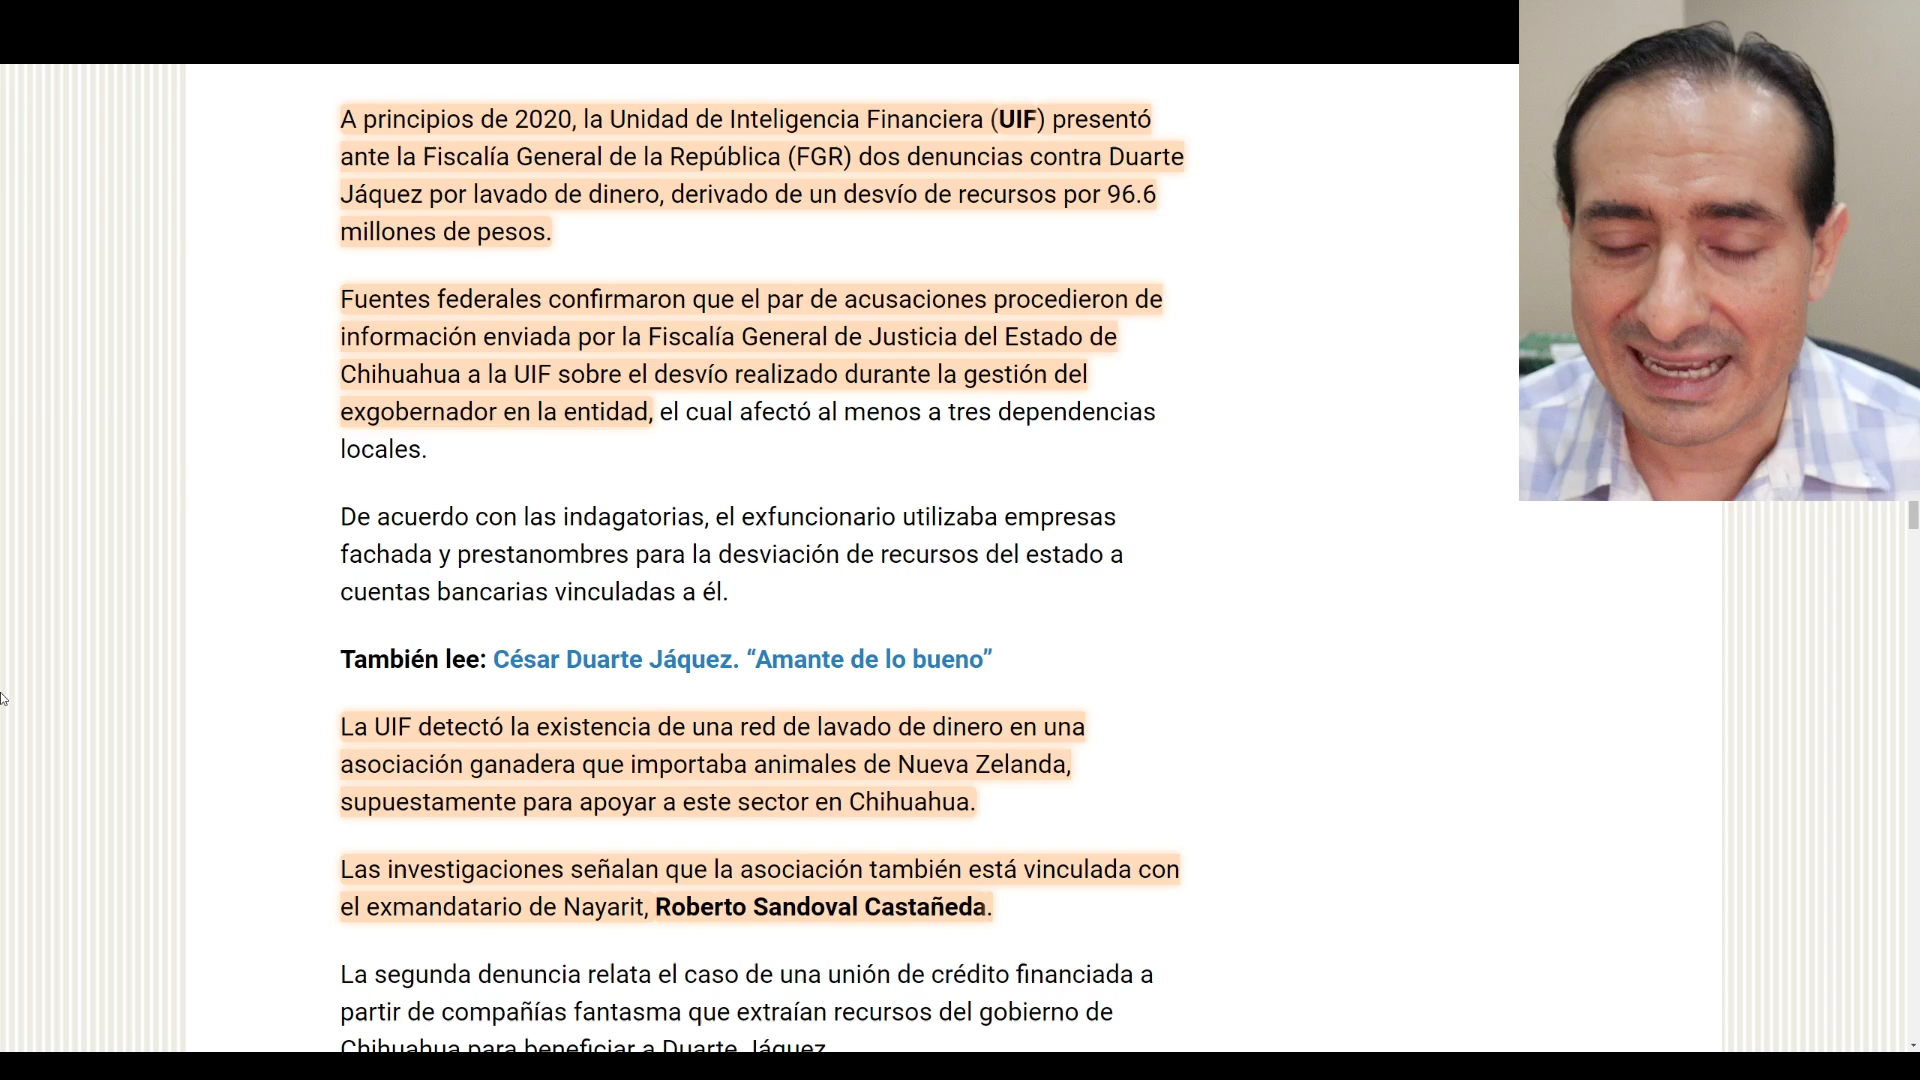 A principios de 2020, la Unidad de Inteligencia Financiera (UIF) presentó
ante la Fiscalía General de la República (FGR) dos denuncias contra Duarte
Jáquez por lavado de dinero, derivado de un desvío de recursos por 96.6
millones de pesos.
Fuentes federales confirmaron que el par de acusaciones procedieron de
información enviada por la Fiscalía General de Justicia del Estado de
Chihuahua a la UIF sobre el desvío realizado durante la gestión del
exgobernador en la entidad, el cual afectó al menos a tres dependencias
locales.
De acuerdo con las indagatorias, el exfuncionario utilizaba empresas
fachada y prestanombres para la desviación de recursos del estado a
cuentas bancarias vinculadas a él.
También lee: César Duarte Jáquez. “Amante de lo bueno”
La UIF detectó la existencia de una red de lavado de dinero en una
asociación ganadera que importaba animales de Nueva Zelanda,
supuestamente para apoyar a este sector en Chihuahua.
Las investigaciones señalan que la asociación también está vinculada con
el exmandatario de Nayarit, Roberto Sandoval Castañeda.
La segunda denuncia relata el caso de una unión de crédito financiada a
partir de compañías fantasma que extraían recursos del gobierno de
Chihuahua para beneficiar a Duarte Jáquez